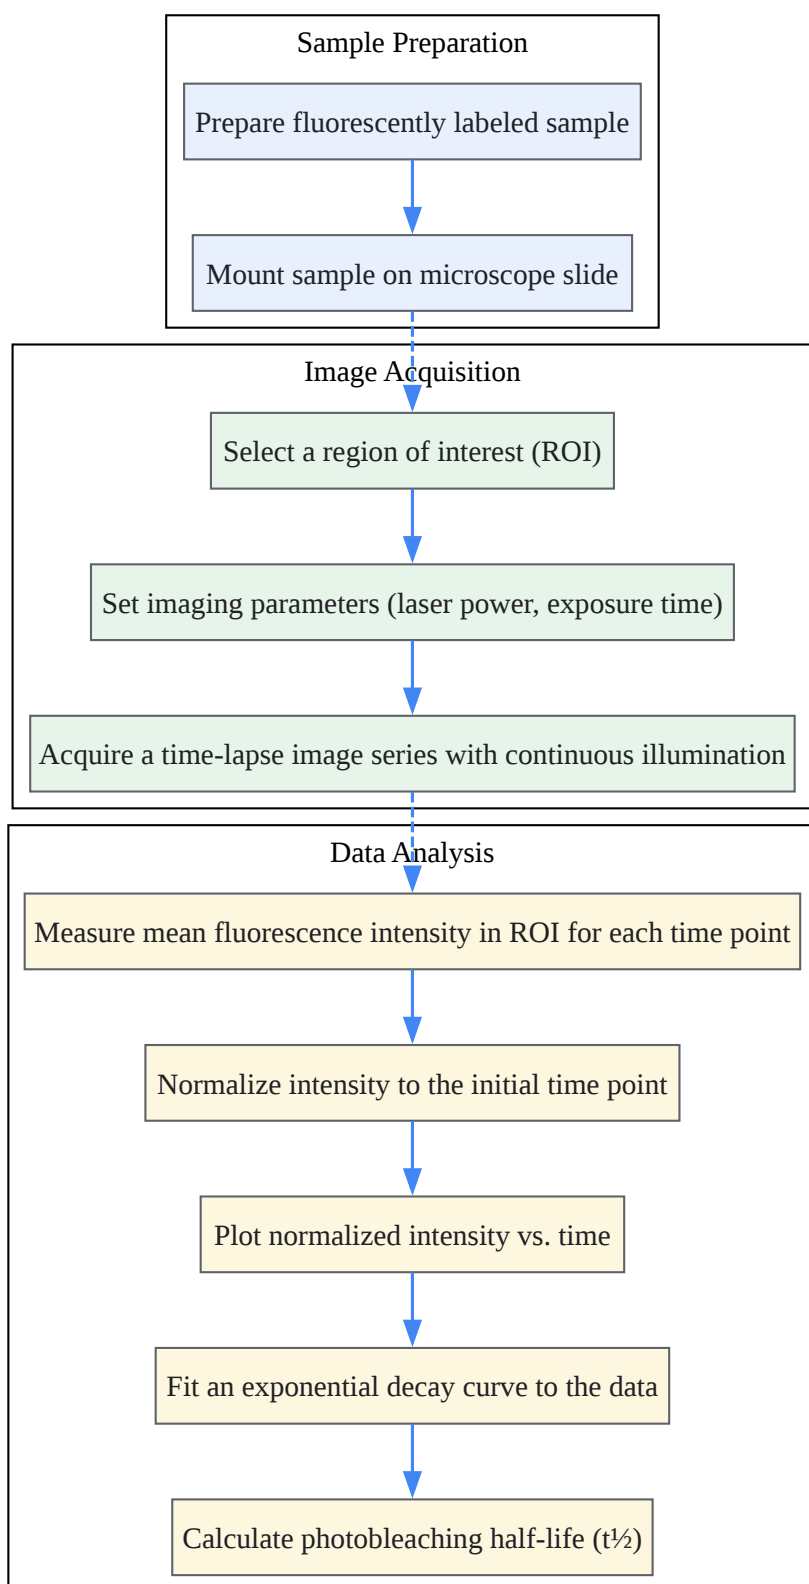 Sample Preparation
Prepare fluorescently labeled sample
Mount sample on microscope slide
Image Acquisition
Select a region of interest (ROI)
Set imaging parameters (laser power, exposure time)
Acquire a time-lapse image series with continuous illumination
Data Analysis
Measure mean fluorescence intensity in ROI for each time point
Normalize intensity to the initial time point
Plot normalized intensity vs. time
Fit an exponential decay curve to the data
Calculate photobleaching half-life (t½)